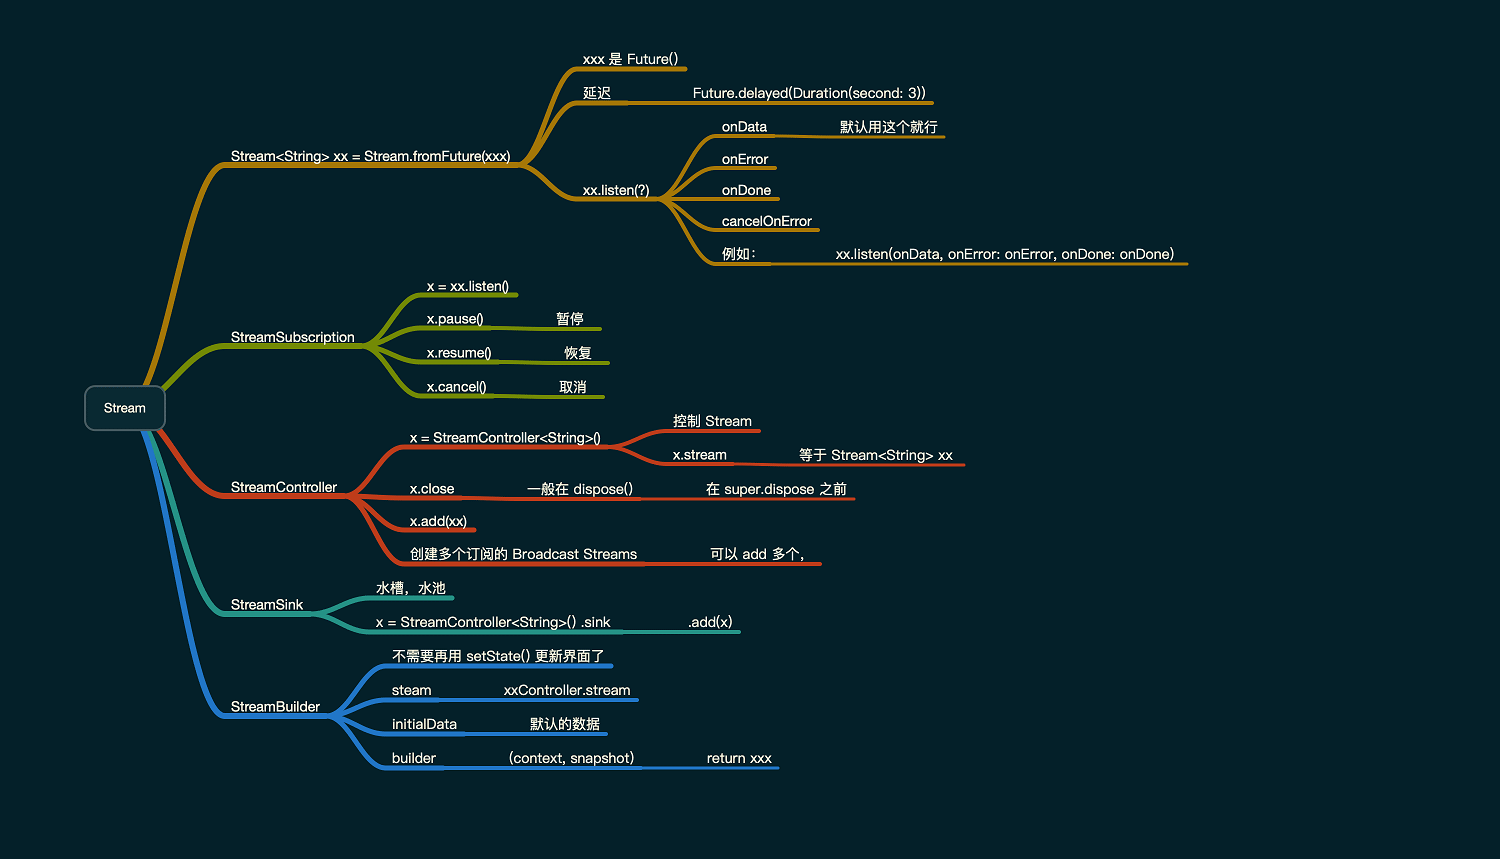 Stream
Stream<String> xx = Stream.fromFuture(xxx)
xxx 是 Future()
延迟
Future.delayed(Duration(second: 3))
xx.listen(?)
onData
默认用这个就行
onError
onDone
cancelOnError
例如：
xx.listen(onData, onError: onError, onDone: onDone)
StreamSubscription
x = xx.listen()
x.pause()
暂停
x.resume()
恢复
x.cancel()
取消
StreamController
x = StreamController<String>()
控制 Stream
x.stream
等于 Stream<String> xx
x.close
一般在 dispose()
在 super.dispose 之前
x.add(xx)
创建多个订阅的 Broadcast Streams
可以 add 多个，
StreamSink
水槽，水池
x = StreamController<String>() .sink
.add(x)
StreamBuilder
不需要再用 setState() 更新界面了
steam
xxController.stream
initialData
默认的数据
builder
(context, snapshot)
return xxx